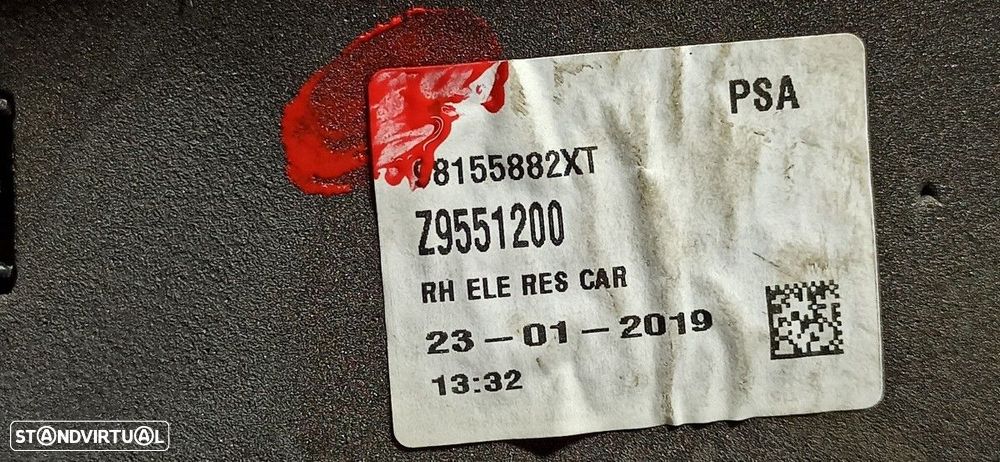 PSA
98155882XT
Z9551200
RH ELE RES CAR
23-01-2019
13:32
STANDVIRTUAL